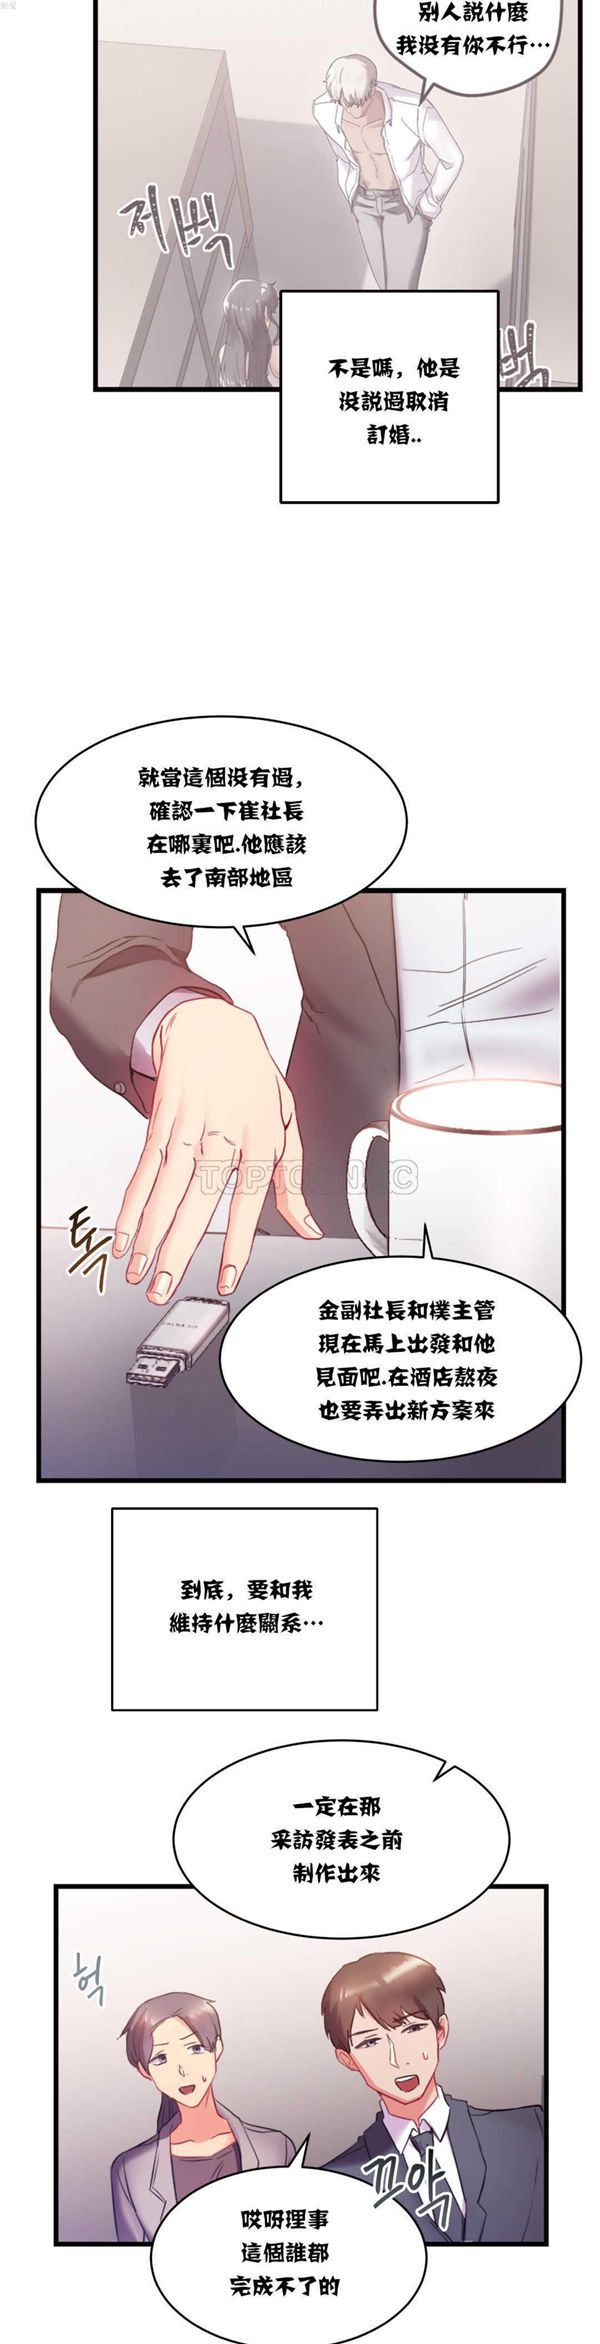 玩爱
别人説什麼
我没有你不行…
저벅
벅
不是嗎，他是
没説過取消
訂婚..
就當這個没有過，
確認一下崔社長
在哪裏吧.他應該
去了南部地區
TOPTOON.CC
톡
金副社長和樸主管
現在馬上出發和他
見面吧.在酒店熬夜
也要弄出新方案來
到底，要和我
維持什麼關系…
一定在那
采訪發表之前
制作出來
헉
끄악
哎呀理事
這個誰都
完成不了的